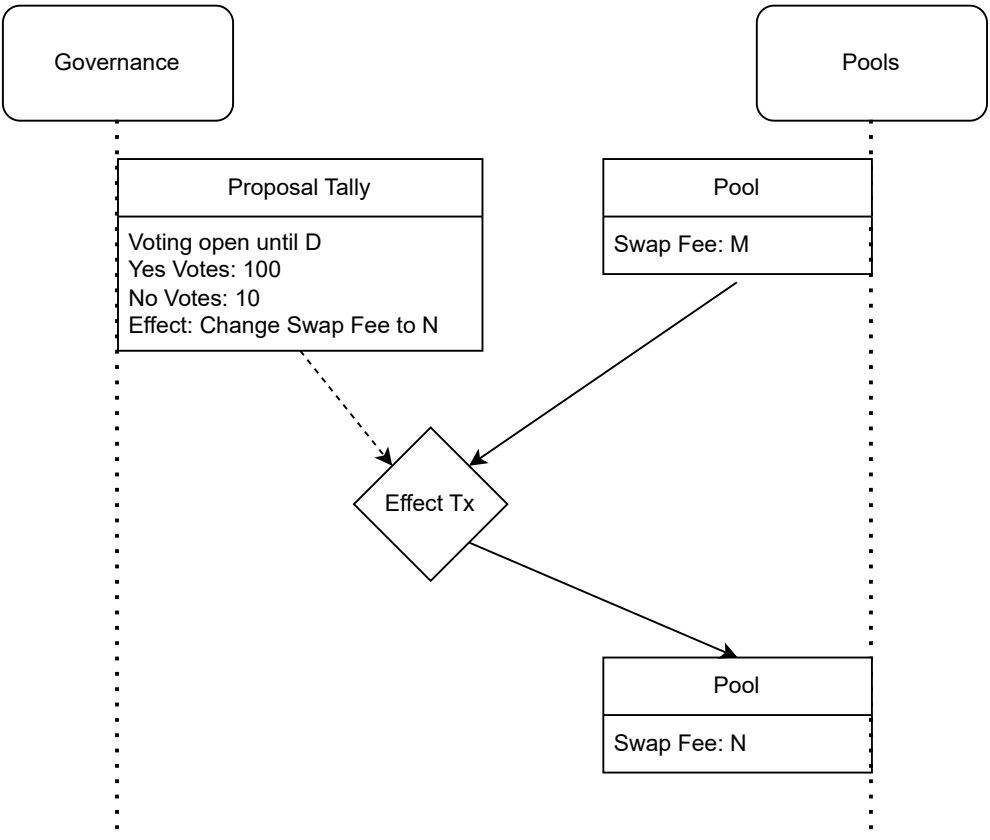 Governance
Pools
Proposal Tally
Voting open until D
Yes Votes: 100
No Votes: 10
Effect: Change Swap Fee to N
Pool
Swap Fee: M
Effect Tx
Pool
Swap Fee: N